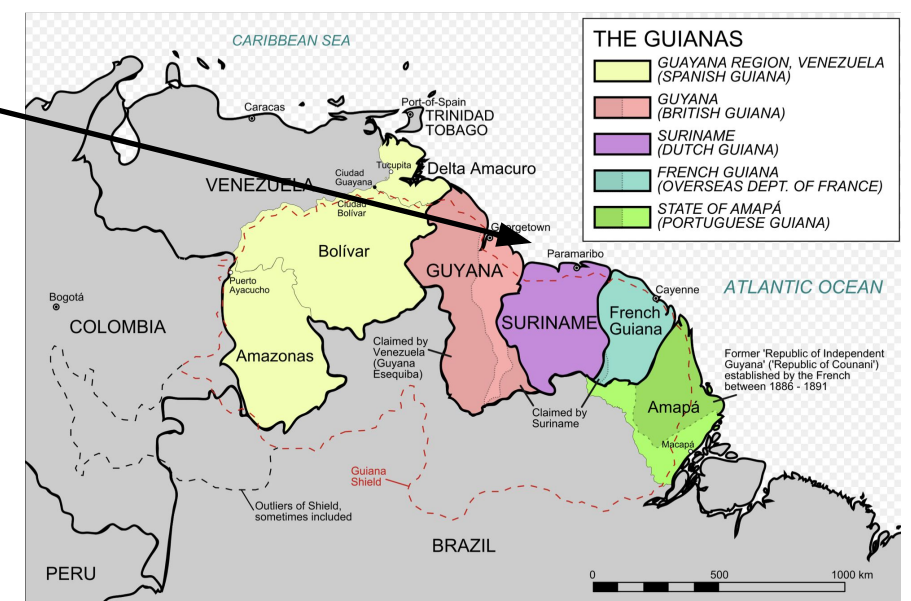 CARIBBEAN SEA
THE GUIANAS
GUAYANA REGION, VENEZUELA
(SPANISH GUIANA)
GUYANA
(BRITISH GUIANA)
SURINAME
(DUTCH GUIANA)
FRENCH GUIANA
(OVERSEAS DEPT. OF FRANCE)
STATE OF AMAPÁ
(PORTUGUESE GUIANA)
Caracas
Port-of-Spain
TRINIDAD
TOBAGO
Tucupita
Delta Amacuro
VENEZUELA
Ciudad
Guayana
Ciudad
Bolívar
Georgetown
Bolívar
GUYANA
Paramaribo
Puerto
Ayacucho
Cayenne
ATLANTIC OCEAN
Bogotá
COLOMBIA
SURINAME
French
Guiana
Claimed by
Venezuela
(Guyana
Esequiba)
Amazonas
Former 'Republic of Independent
Guyana' ('Republic of Counani')
established by the French
between 1886 - 1891
Claimed by
Suriname
Amapá
Macapá
Guiana
Shield
Outliers of Shield,
sometimes included
BRAZIL
PERU
0 500 1000 km